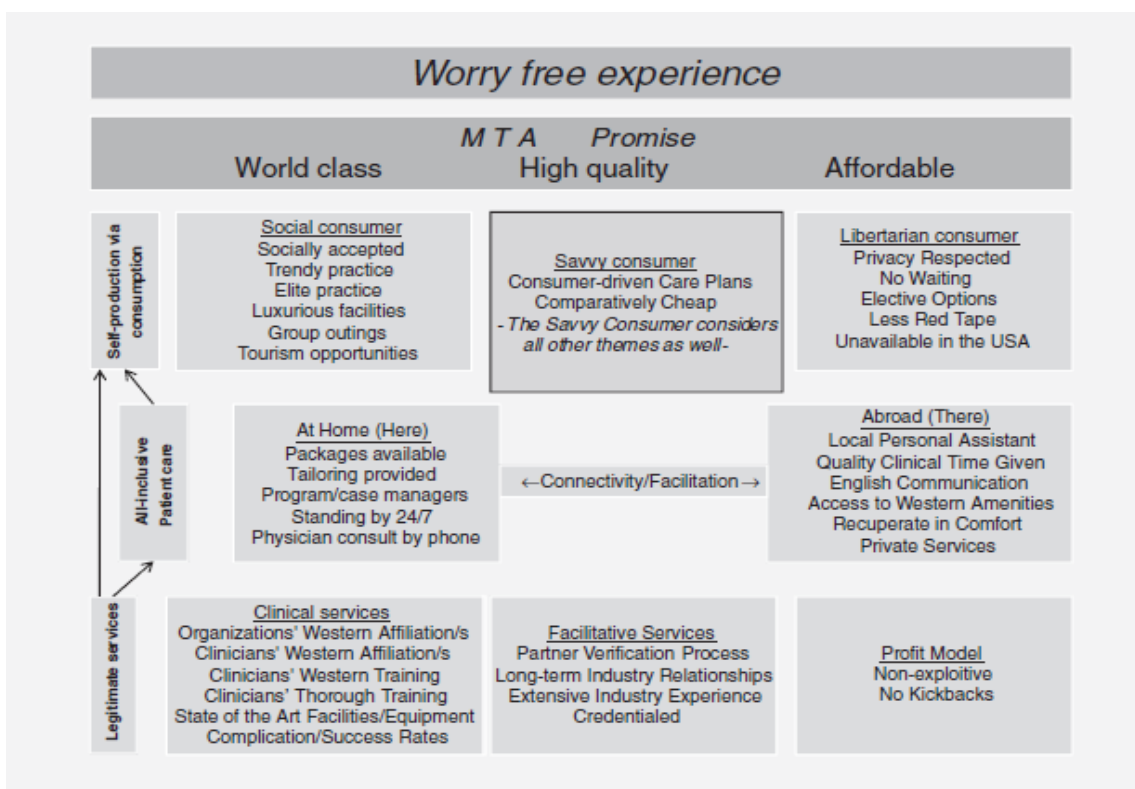 Worry free experience
M T A Promise
World class High quality Affordable
Self-production via
consumption
Social consumer
Socially accepted
Trendy practice
Elite practice
Luxurious facilities
Group outings
Tourism opportunities
Savvy consumer
Consumer-driven Care Plans
Comparatively Cheap
- The Savvy Consumer considers
all other themes as well-
Libertarian consumer
Privacy Respected
No Waiting
Elective Options
Less Red Tape
Unavailable in the USA
All-inclusive
Patient care
At Home (Here)
Packages available
Tailoring provided
Program/case managers
Standing by 24/7
Physician consult by phone
←Connectivity/Facilitation→
Abroad (There)
Local Personal Assistant
Quality Clinical Time Given
English Communication
Access to Western Amenities
Recuperate in Comfort
Private Services
Legitimate services
Clinical services
Organizations' Western Affiliation/s
Clinicians' Western Affiliation/s
Clinicians' Western Training
Clinicians' Thorough Training
State of the Art Facilities/Equipment
Complication/Success Rates
Facilitative Services
Partner Verification Process
Long-term Industry Relationships
Extensive Industry Experience
Credentialed
Profit Model
Non-exploitive
No Kickbacks